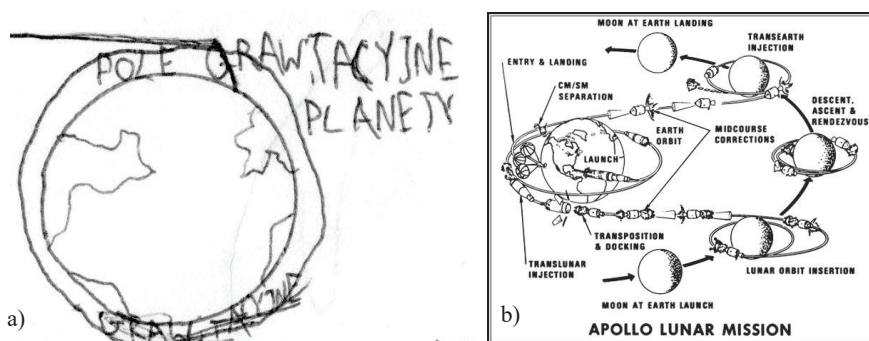 POLE GRAWITACYJNE
PLANETY
a)
MOON AT EARTH LANDING
TRANSEARTH
INJECTION
ENTRY & LANDING
CM/SM
SEPARATION
DESCENT,
ASCENT &
RENDEZVOUS
EARTH
ORBIT
MIDCOURSE
CORRECTIONS
LAUNCH
TRANSPOSITION
& DOCKING
TRANSLUNAR
INJECTION
LUNAR ORBIT INSERTION
MOON AT EARTH LAUNCH
b)
APOLLO LUNAR MISSION